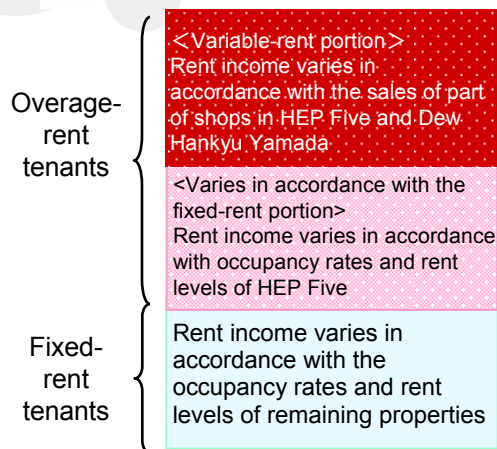 Overage-
rent
tenants
＜Variable-rent portion＞
Rent income varies in
accordance with the sales of part
of shops in HEP Five and Dew
Hankyu Yamada
<Varies in accordance with the
fixed-rent portion>
Rent income varies in accordance
with occupancy rates and rent
levels of HEP Five
Fixed-
rent
tenants
Rent income varies in
accordance with the
occupancy rates and rent
levels of remaining properties